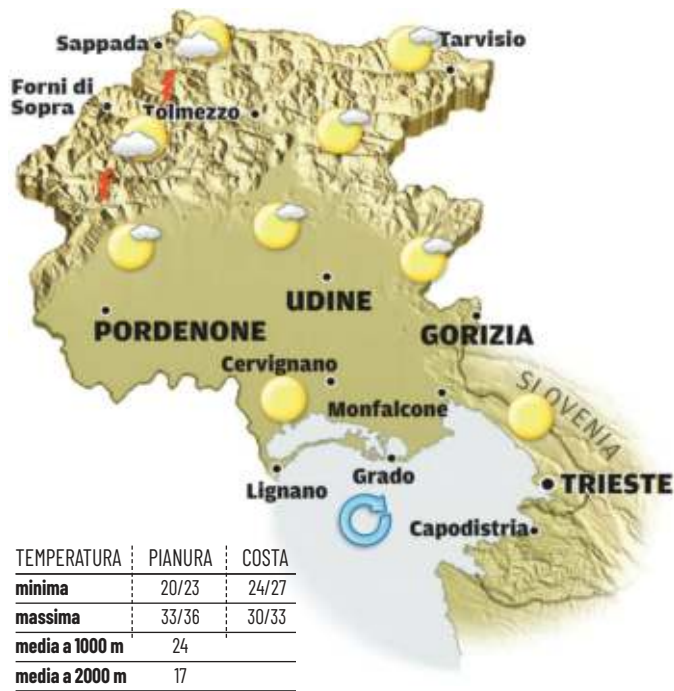 Sappada
Tarvisio
Forni di
Sopra
Tolmezzo
UDINE
PORDENONE
GORIZIA
Cervignano
SLOVENIA
Monfalcone
Grado
Lignano
TRIESTE
Capodistria
TEMPERATURA PIANURA COSTA
minima 20/23 24/27
massima 33/36 30/33
media a 1000 m 24
media a 2000 m 17